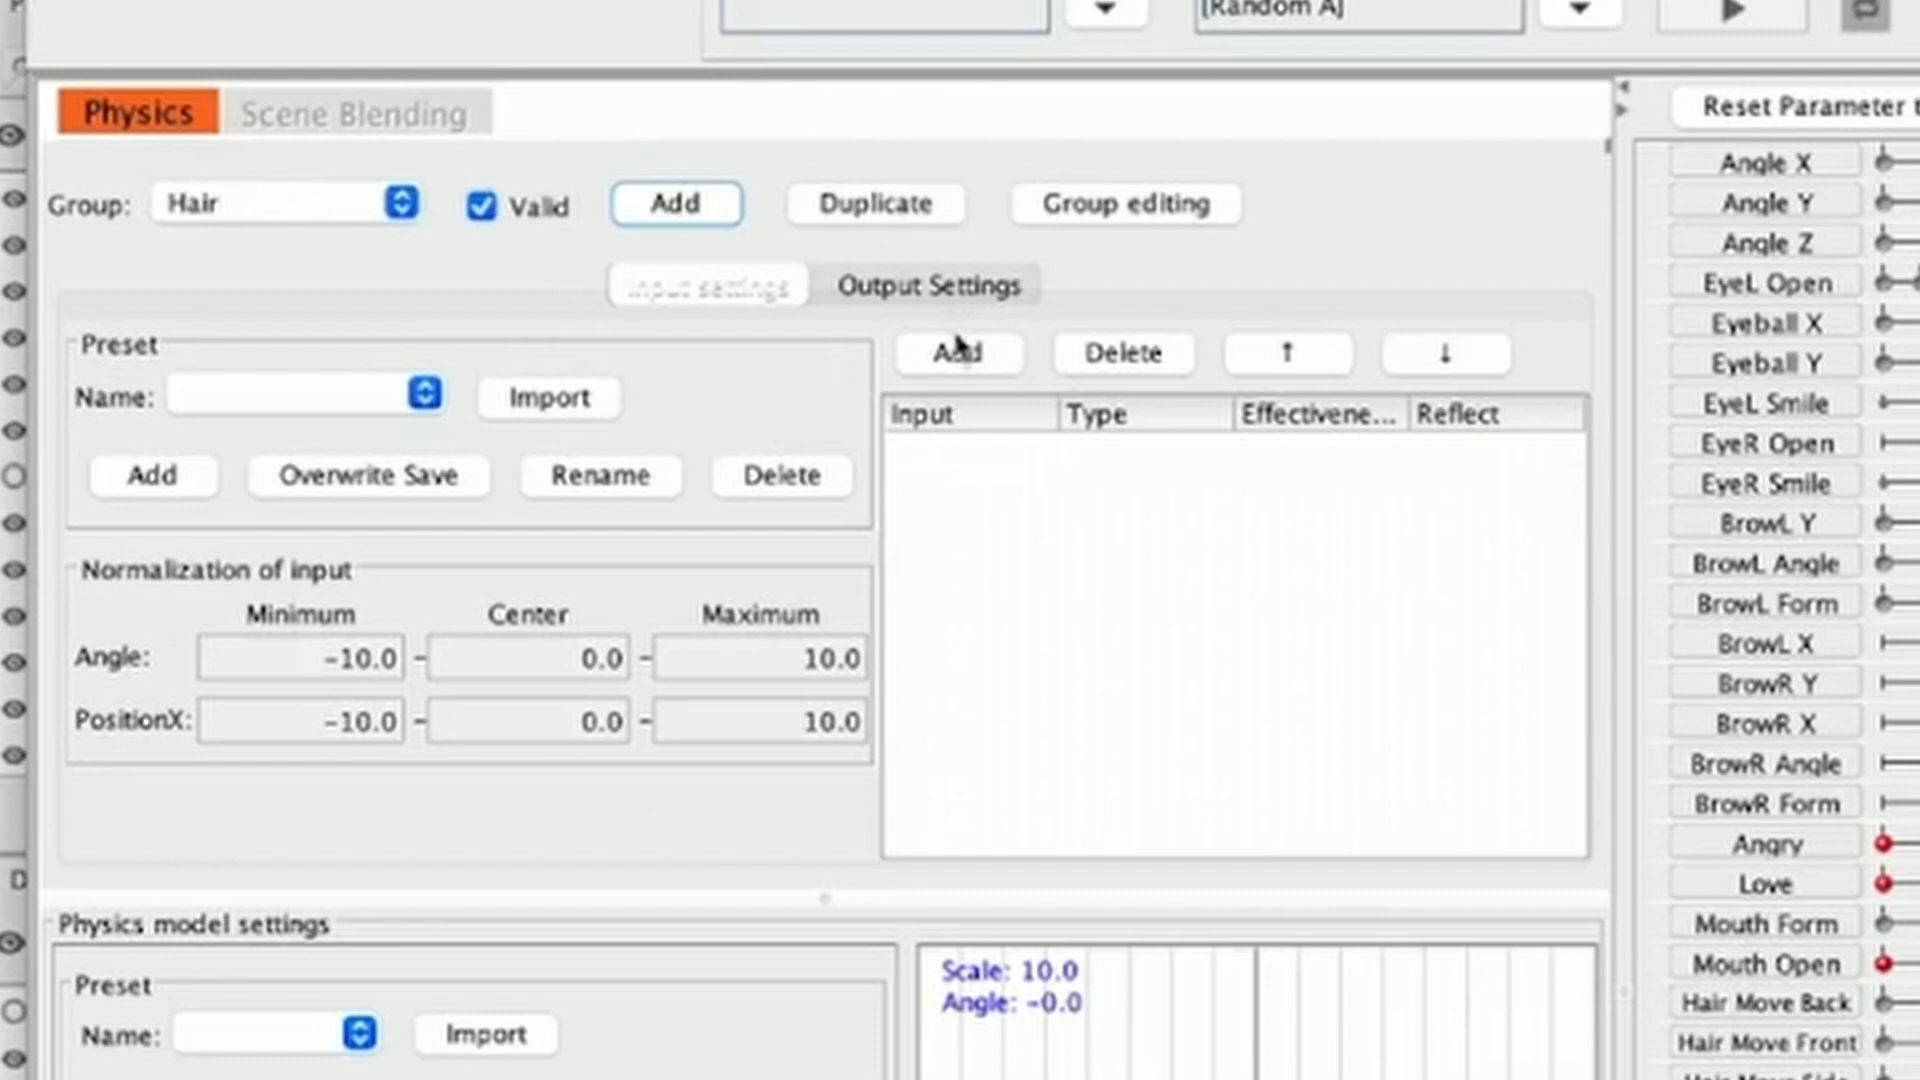 [Random A]
Physics Scene Blending
Reset Parameter t
Group: Hair Valid Add Duplicate Group editing
Input settings Output Settings
Preset
Name: Import
Add Overwrite Save Rename Delete
Add Delete ↑ ↓
Input Type Effectivene... Reflect
Normalization of input
Minimum Center Maximum
Angle: -10.0 - 0.0 - 10.0
PositionX: -10.0 - 0.0 - 10.0
Physics model settings
Preset
Name: Import
Scale: 10.0
Angle: -0.0
Angle X
Angle Y
Angle Z
EyeL Open
Eyeball X
Eyeball Y
EyeL Smile
EyeR Open
EyeR Smile
BrowL Y
BrowL Angle
BrowL Form
BrowL X
BrowR Y
BrowR X
BrowR Angle
BrowR Form
Angry
Love
Mouth Form
Mouth Open
Hair Move Back
Hair Move Front
D